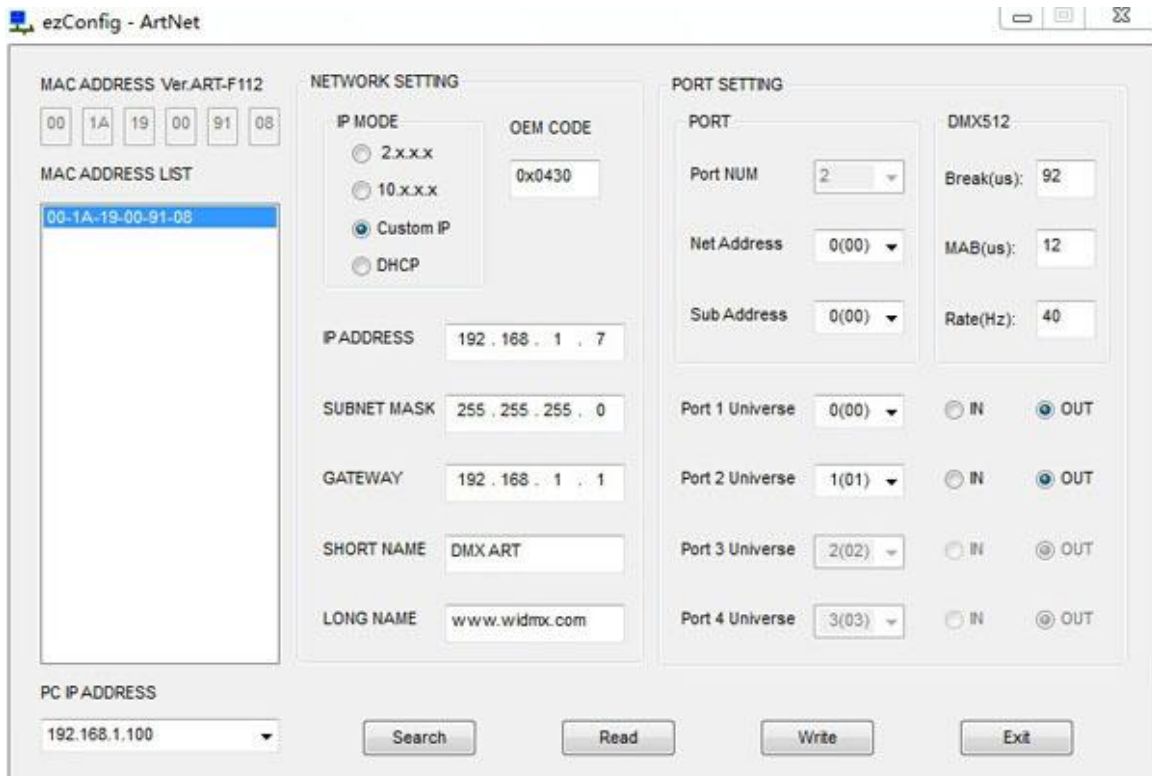 ezConfig - ArtNet
MAC ADDRESS Ver.ART-F112
00 1A 19 00 91 08
MAC ADDRESS LIST
00-1A-19-00-91-08
PC IP ADDRESS
192.168.1.100
NETWORK SETTING
IP MODE
2.x.x.x
10.x.x.x
Custom IP
DHCP
OEM CODE
0x0430
IP ADDRESS 192 . 168 . 1 . 7
SUBNET MASK 255 . 255 . 255 . 0
GATEWAY 192 . 168 . 1 . 1
SHORT NAME DMX ART
LONG NAME www.widmx.com
PORT SETTING
PORT
Port NUM 2
Net Address 0(00)
Sub Address 0(00)
DMX512
Break(us): 92
MAB(us): 12
Rate(Hz): 40
Port 1 Universe 0(00) IN OUT
Port 2 Universe 1(01) IN OUT
Port 3 Universe 2(02) IN OUT
Port 4 Universe 3(03) IN OUT
Search Read Write Exit